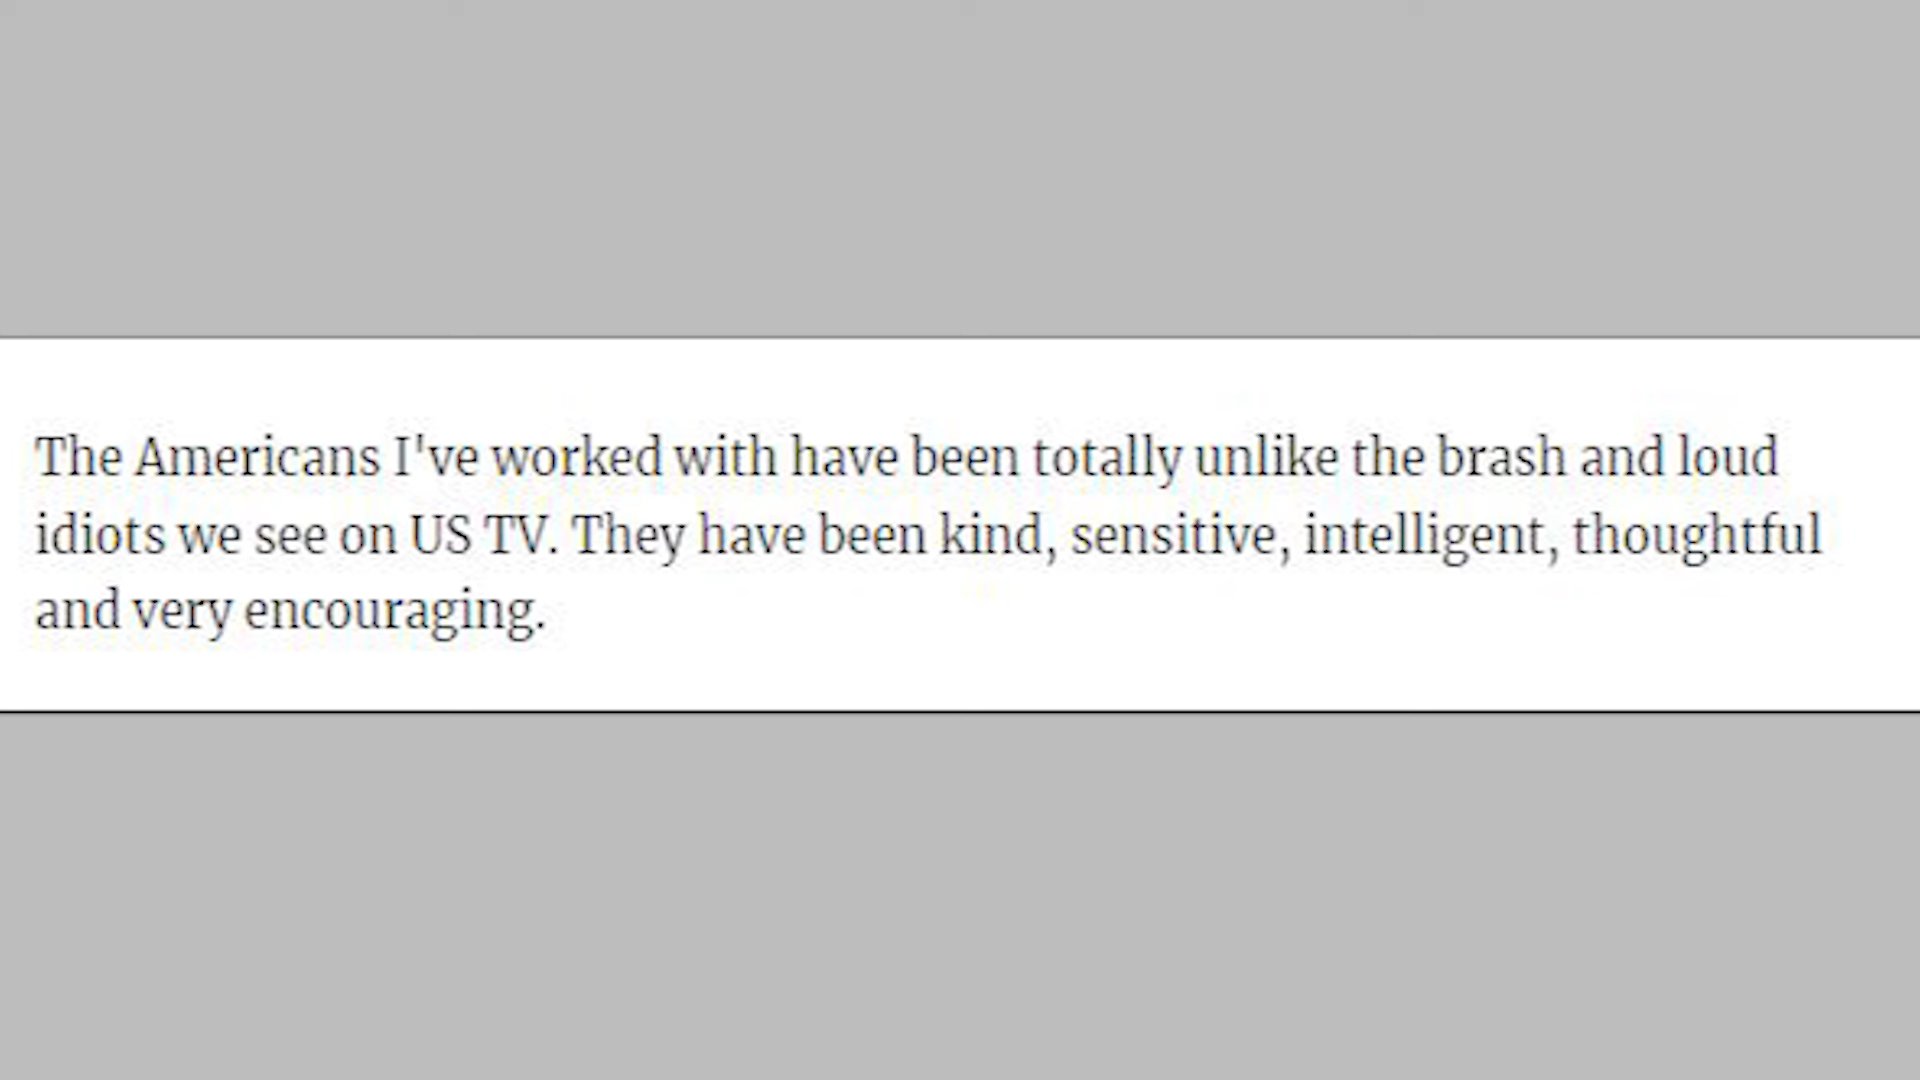 The Americans I've worked with have been totally unlike the brash and loud
idiots we see on US TV. They have been kind, sensitive, intelligent, thoughtful
and very encouraging.